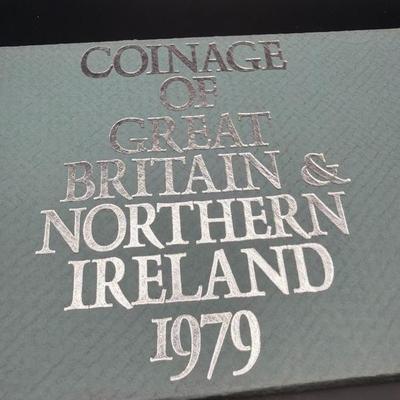 COINAGE
OF
GREAT
BRITAIN &
NORTHERN
IRELAND
1979